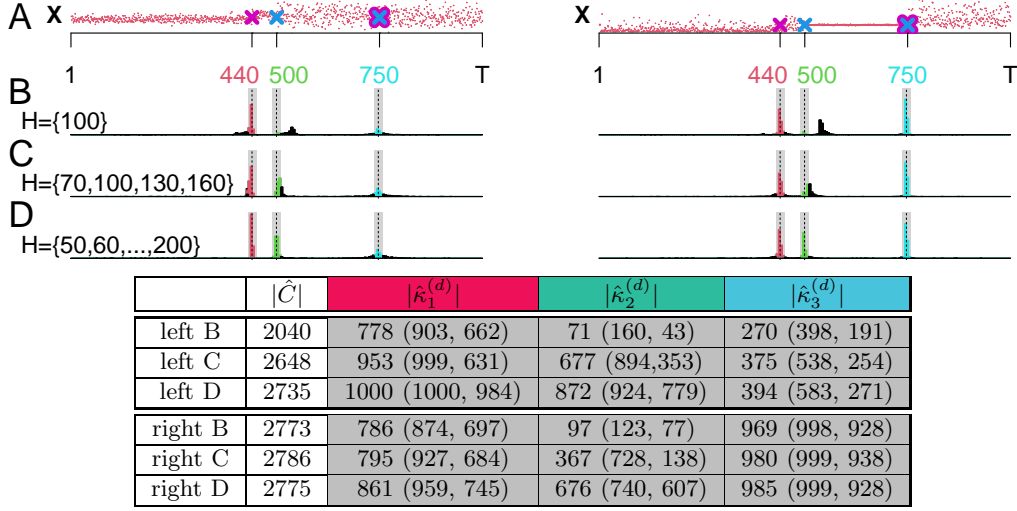 A X X
1 440 500 750 T 1 440 500 750 T
B
H={100}
C
H={70,100,130,160}
D
H={50,60,...,200}
|Ĉ| |κ̂₁⁽ᵈ⁾| |κ̂₂⁽ᵈ⁾| |κ̂₃⁽ᵈ⁾|
left B 2040 778 (903, 662) 71 (160, 43) 270 (398, 191)
left C 2648 953 (999, 631) 677 (894,353) 375 (538, 254)
left D 2735 1000 (1000, 984) 872 (924, 779) 394 (583, 271)
right B 2773 786 (874, 697) 97 (123, 77) 969 (998, 928)
right C 2786 795 (927, 684) 367 (728, 138) 980 (999, 938)
right D 2775 861 (959, 745) 676 (740, 607) 985 (999, 928)